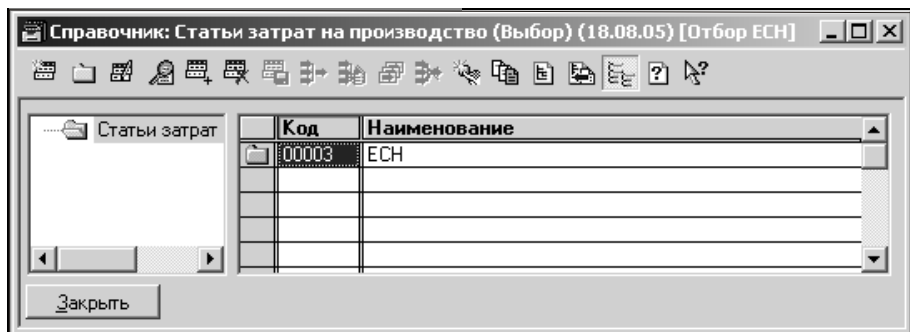 Справочник: Статьи затрат на производство (Выбор) (18.08.05) [Отбор ЕСН]
Статьи затрат
Код Наименование
00003 ЕСН
Закрыть